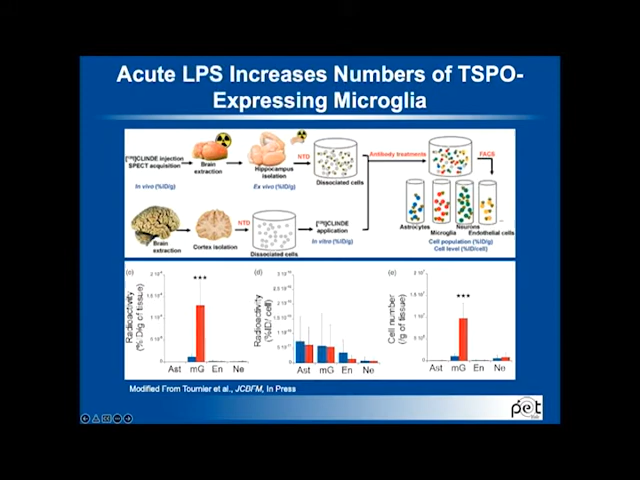 Acute LPS Increases Numbers of TSPO-
Expressing Microglia
[¹²⁵I]CLINDE injection
SPECT acquisition
Brain
extraction
Hippocampus
isolation
NTD
Dissociated cells
Antibody treatments
FACS
In vivo (%ID/g)
Ex vivo (%ID/g)
Astrocytes
Microglia
Neurons
Endothelial cells
Cell population (%ID/g)
Cell level (%ID/cell)
Brain
extraction
Cortex isolation
NTD
Dissociated cells
[¹²⁵I]CLINDE
application
In vitro (%ID/g)
(c)
Radioactivity
(% D/g of tissue)
***
Ast mG En Ne
(d)
Radioactivity
(%ID/ cell)
Ast mG En Ne
(e)
Cell number
(/g of tissue)
***
Ast mG En Ne
Modified From Tournier et al., JCBFM, In Press
pet